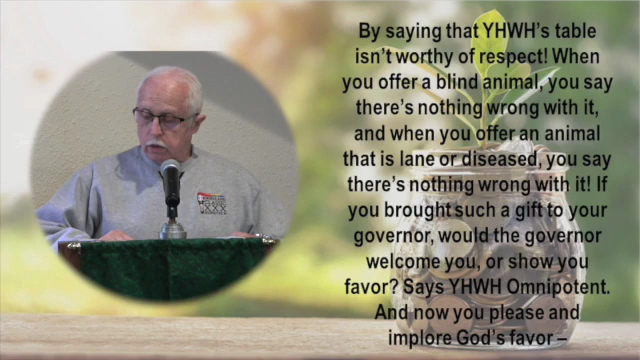 By saying that YHWH's table
isn't worthy of respect! When
you offer a blind animal, you say
there's nothing wrong with it,
and when you offer an animal
that is lane or diseased, you say
there's nothing wrong with it! If
you brought such a gift to your
governor, would the governor
welcome you, or show you
favor? Says YHWH Omnipotent.
And now you please and
implore God's favor –